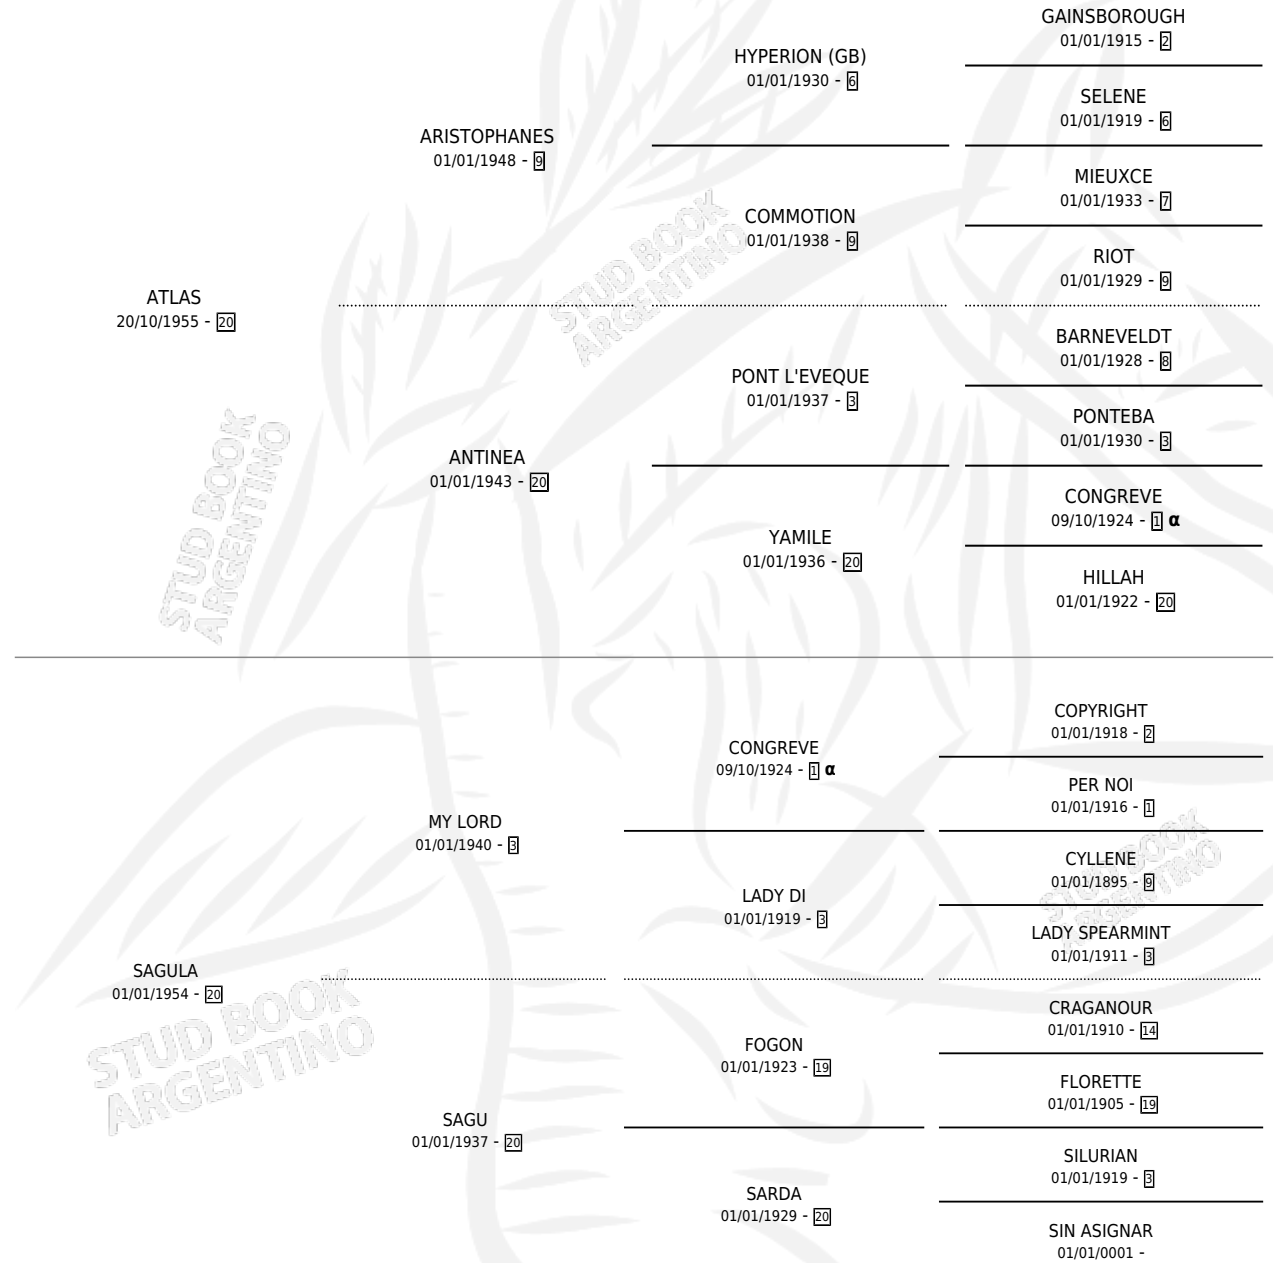 GAINSBOROUGH
01/01/1915 - 2
HYPERION (GB)
01/01/1930 - 6
SELENE
01/01/1919 - 6
ARISTOPHANES
01/01/1948 - 9
MIEUXCE
01/01/1933 - 7
COMMOTION
01/01/1938 - 9
RIOT
01/01/1929 - 9
ATLAS
20/10/1955 - 20
BARNEVELDT
01/01/1928 - 8
PONT L'EVEQUE
01/01/1937 - 3
PONTEBA
01/01/1930 - 3
ANTINEA
01/01/1943 - 20
CONGREVE
09/10/1924 - 1 α
YAMILE
01/01/1936 - 20
HILLAH
01/01/1922 - 20
COPYRIGHT
01/01/1918 - 2
CONGREVE
09/10/1924 - 1 α
PER NOI
01/01/1916 - 1
MY LORD
01/01/1940 - 3
CYLLENE
01/01/1895 - 9
LADY DI
01/01/1919 - 3
LADY SPEARMINT
01/01/1911 - 3
SAGULA
01/01/1954 - 20
CRAGANOUR
01/01/1910 - 14
FOGON
01/01/1923 - 19
FLORETTE
01/01/1905 - 19
SAGU
01/01/1937 - 20
SILURIAN
01/01/1919 - 3
SARDA
01/01/1929 - 20
SIN ASIGNAR
01/01/0001 -
STUD BOOK
ARGENTINO
STUD BOOK
ARGENTINO
STUD BOOK
ARGENTINO
STUD BOOK
ARGENTINO